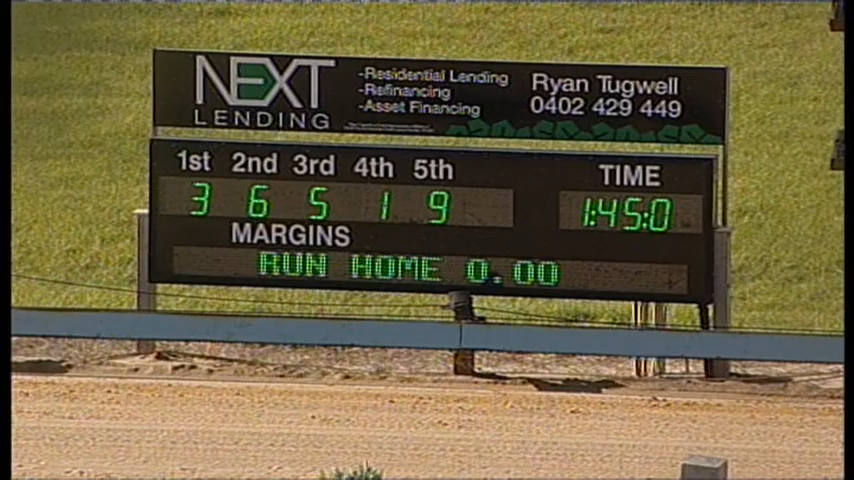 NEXT
LENDING
-Residential Lending
-Refinancing
-Asset Financing
Ryan Tugwell
0402 429 449
1st 2nd 3rd 4th 5th TIME
3 6 5 1 9 1:45:0
MARGINS
RUN HOME 0.00